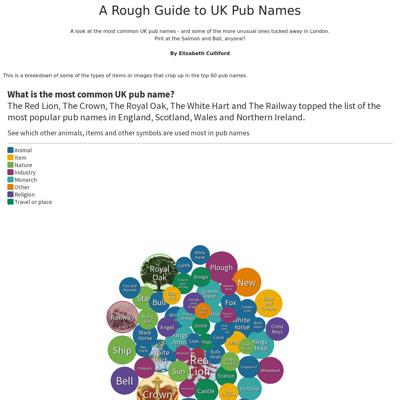 A Rough Guide to UK Pub Names
A look at the most common UK pub names - and some of the more unusual ones tucked away in London.
Pint at the Salmon and Ball, anyone?
By Elizabeth Culliford
This is a breakdown of some of the types of items or images that crop up in the top 60 pub names.
What is the most common UK pub name?
The Red Lion, The Crown, The Royal Oak, The White Hart and The Railway topped the list of the
most popular pub names in England, Scotland, Wales and Northern Ireland.
See which other animals, items and other symbols are used most in pub names
Animal
Item
Nature
Industry
Monarch
Other
Religion
Travel or place
White Swan
Royal Oak
Lamb
Plough
Bridge
Fox and Hounds
New
Queens Head
Star
Bull
Fox
Railway
Angel
White Horse
Cross Keys
Globe
Black Horse
Kings Arms
Lion
Cock
Kings Head
Ship
White Hart
Red Lion
Sun
Station
Wheatsheaf
Bell
Crown
Castle
Victoria